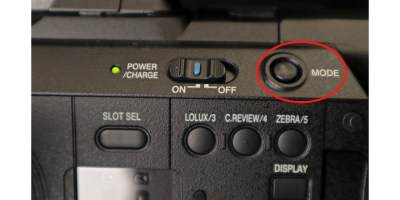 POWER
/CHARGE
ON OFF
MODE
SLOT SEL
LOLUX/3 C.REVIEW/4 ZEBRA/5
DISPLAY